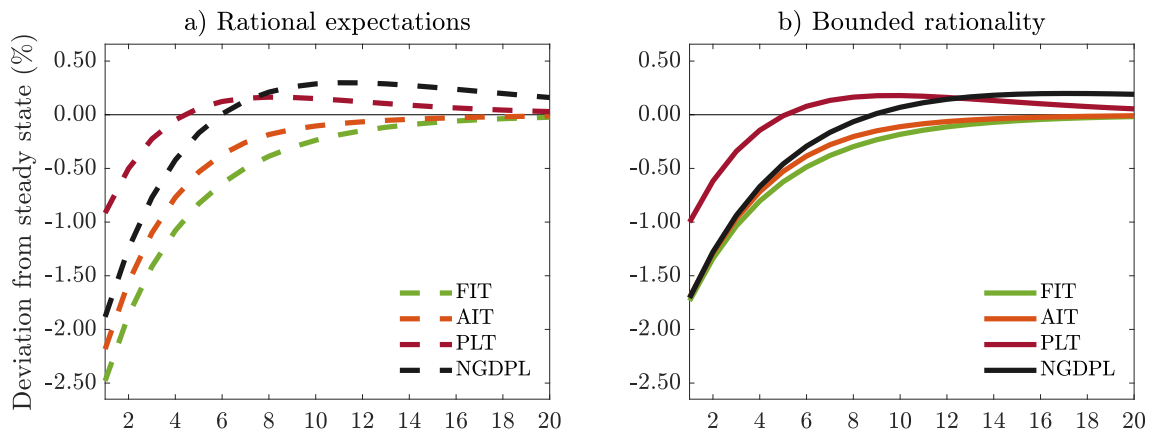 a) Rational expectations
Deviation from steady state (%)
0.50
0.00
-0.50
-1.00
-1.50
-2.00
-2.50
2 4 6 8 10 12 14 16 18 20
FIT
AIT
PLT
NGDPL
b) Bounded rationality
0.50
0.00
-0.50
-1.00
-1.50
-2.00
-2.50
2 4 6 8 10 12 14 16 18 20
FIT
AIT
PLT
NGDPL